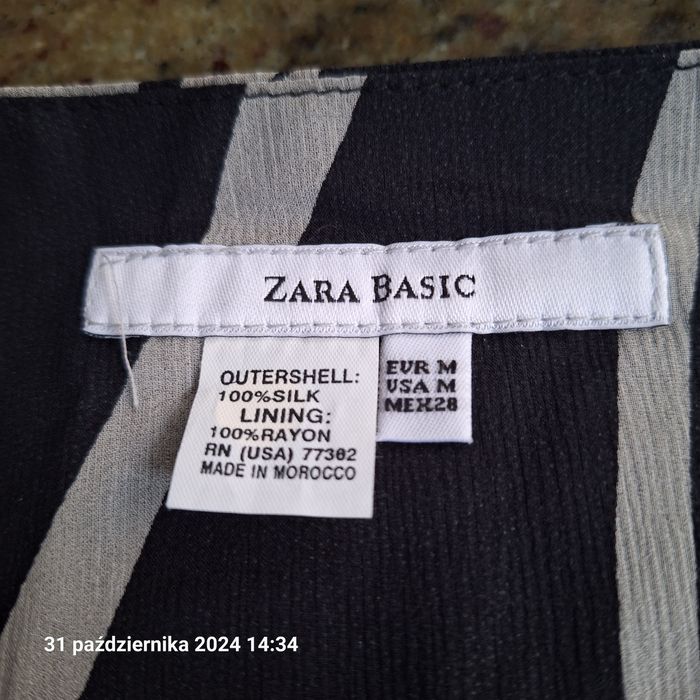 ZARA BASIC
OUTERSHELL:
100%SILK
LINING:
100%RAYON
RN (USA) 77302
MADE IN MOROCCO
EUR M
USA M
MEX28
31 października 2024 14:34